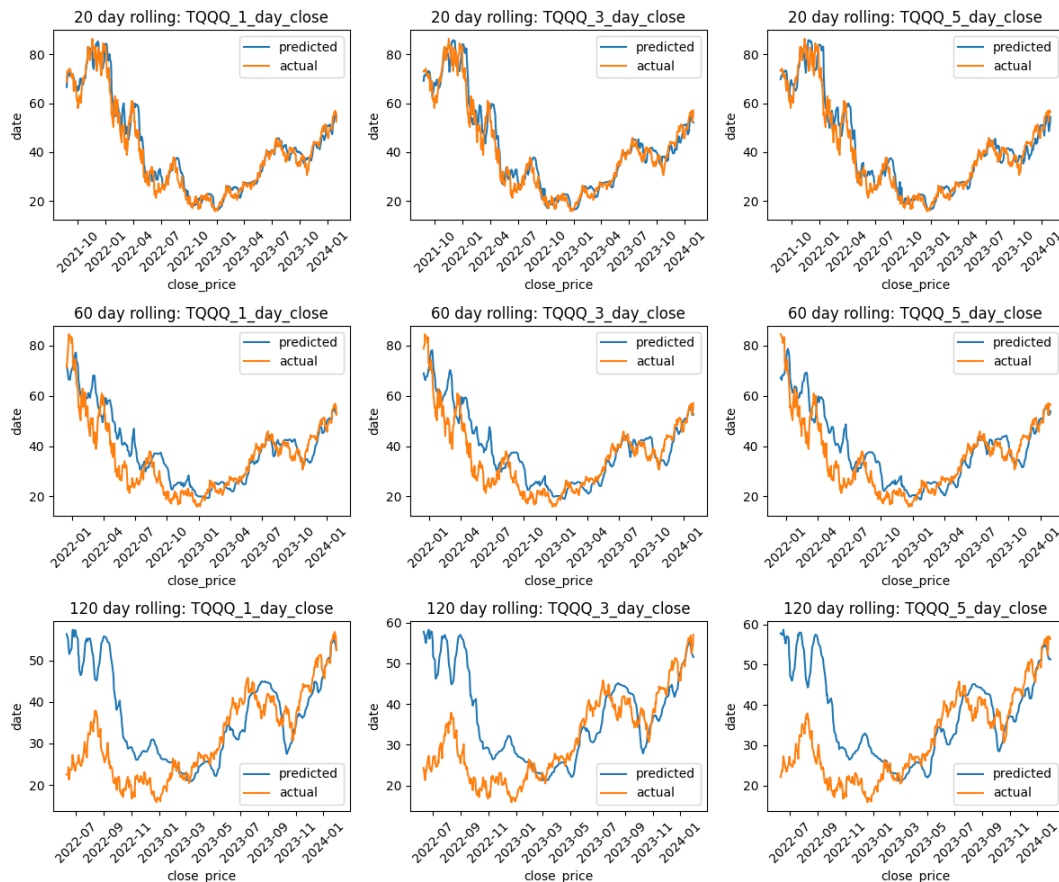 20 day rolling: TQQQ_1_day_close
20 day rolling: TQQQ_3_day_close
20 day rolling: TQQQ_5_day_close
predicted
actual
predicted
actual
predicted
actual
80
60
40
20
date
80
60
40
20
date
80
60
40
20
date
2021-10 2022-01 2022-04 2022-07 2022-10 2023-01 2023-04 2023-07 2023-10 2024-01
2021-10 2022-01 2022-04 2022-07 2022-10 2023-01 2023-04 2023-07 2023-10 2024-01
2021-10 2022-01 2022-04 2022-07 2022-10 2023-01 2023-04 2023-07 2023-10 2024-01
close_price
close_price
close_price
60 day rolling: TQQQ_1_day_close
60 day rolling: TQQQ_3_day_close
60 day rolling: TQQQ_5_day_close
predicted
actual
predicted
actual
predicted
actual
80
60
40
20
date
80
60
40
20
date
80
60
40
20
date
2022-01 2022-04 2022-07 2022-10 2023-01 2023-04 2023-07 2023-10 2024-01
2022-01 2022-04 2022-07 2022-10 2023-01 2023-04 2023-07 2023-10 2024-01
2022-01 2022-04 2022-07 2022-10 2023-01 2023-04 2023-07 2023-10 2024-01
close_price
close_price
close_price
120 day rolling: TQQQ_1_day_close
120 day rolling: TQQQ_3_day_close
120 day rolling: TQQQ_5_day_close
50
40
30
20
date
60
50
40
30
20
date
60
50
40
30
20
date
predicted
actual
predicted
actual
predicted
actual
2022-07 2022-09 2022-11 2023-01 2023-03 2023-05 2023-07 2023-09 2023-11 2024-01
2022-07 2022-09 2022-11 2023-01 2023-03 2023-05 2023-07 2023-09 2023-11 2024-01
2022-07 2022-09 2022-11 2023-01 2023-03 2023-05 2023-07 2023-09 2023-11 2024-01
close_price
close_price
close_price